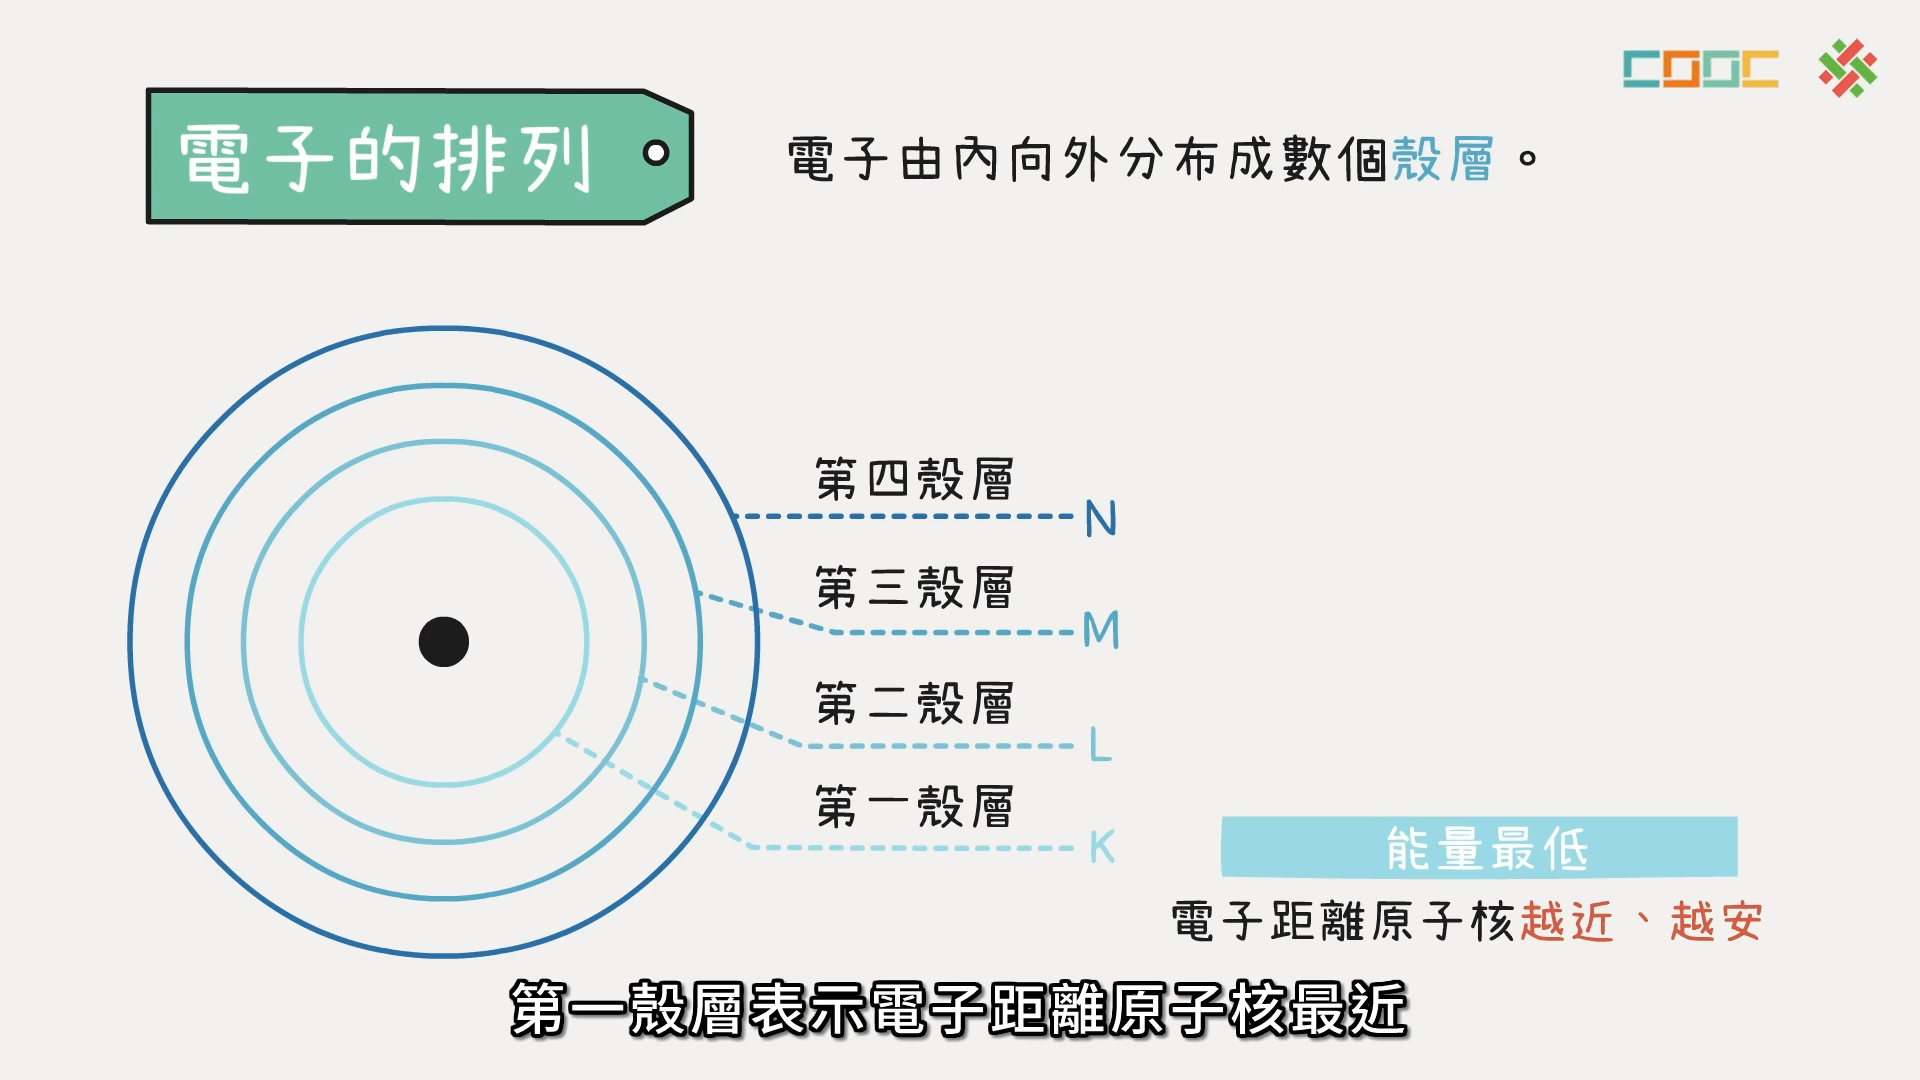 電子的排列
電子由內向外分布成數個殼層。
COOC
第四殼層
N
第三殼層
M
第二殼層
L
第一殼層
K
能量最低
電子距離原子核越近、越安
第一殼層表示電子距離原子核最近